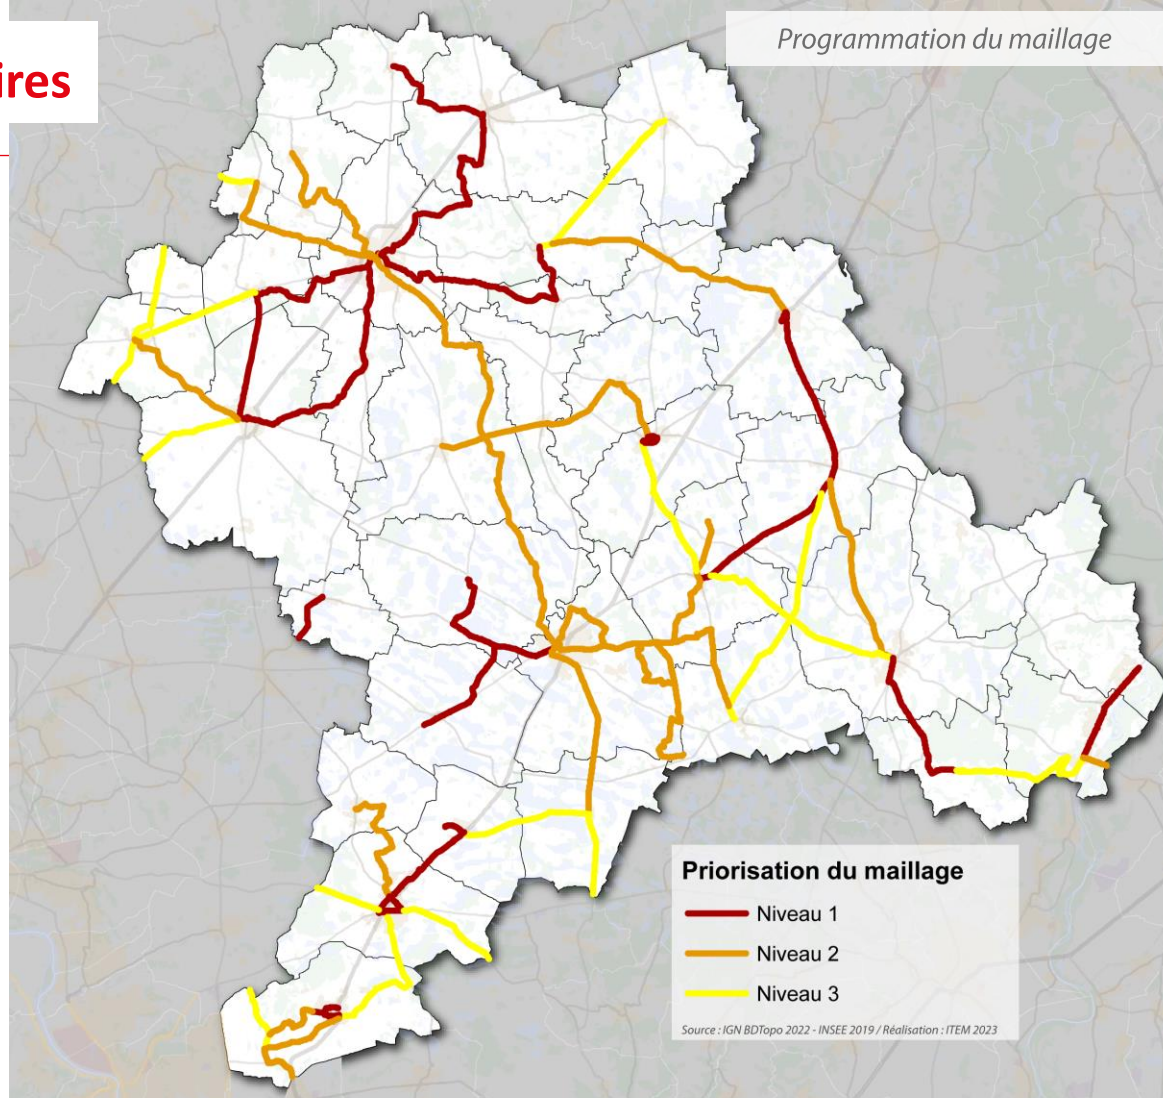 ires
Programmation du maillage
Priorisation du maillage
Niveau 1
Niveau 2
Niveau 3
Source : IGN BDTopo 2022 - INSEE 2019 / Réalisation : ITEM 2023